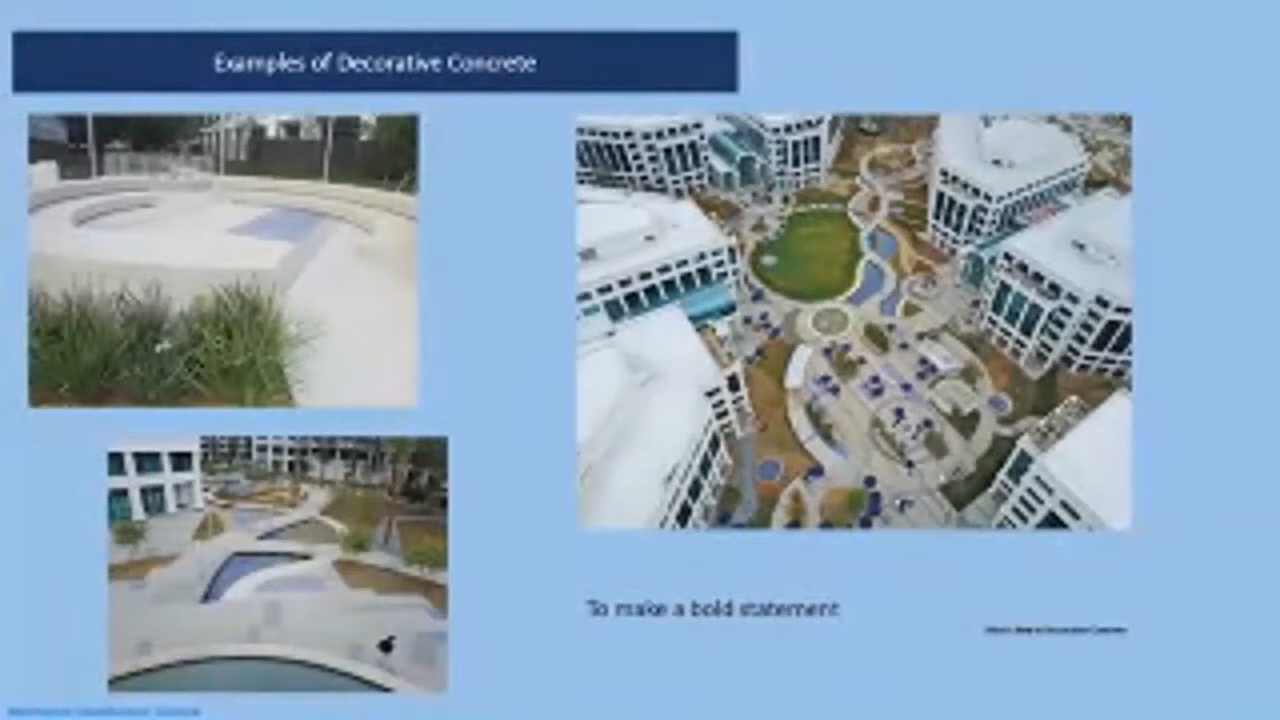 Examples of Decorative Concrete
To make a bold statement